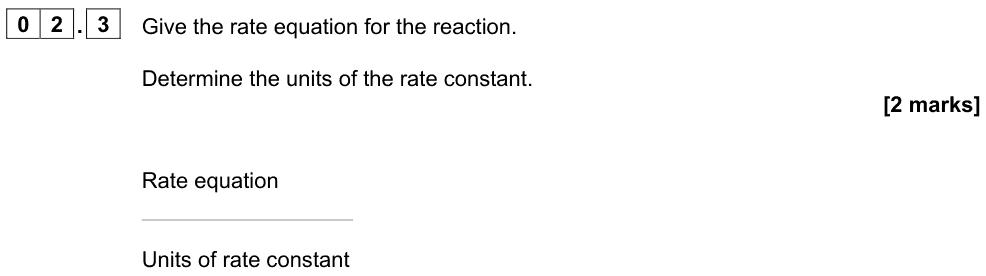 0 2 . 3 Give the rate equation for the reaction.
Determine the units of the rate constant.
[2 marks]
Rate equation
Units of rate constant